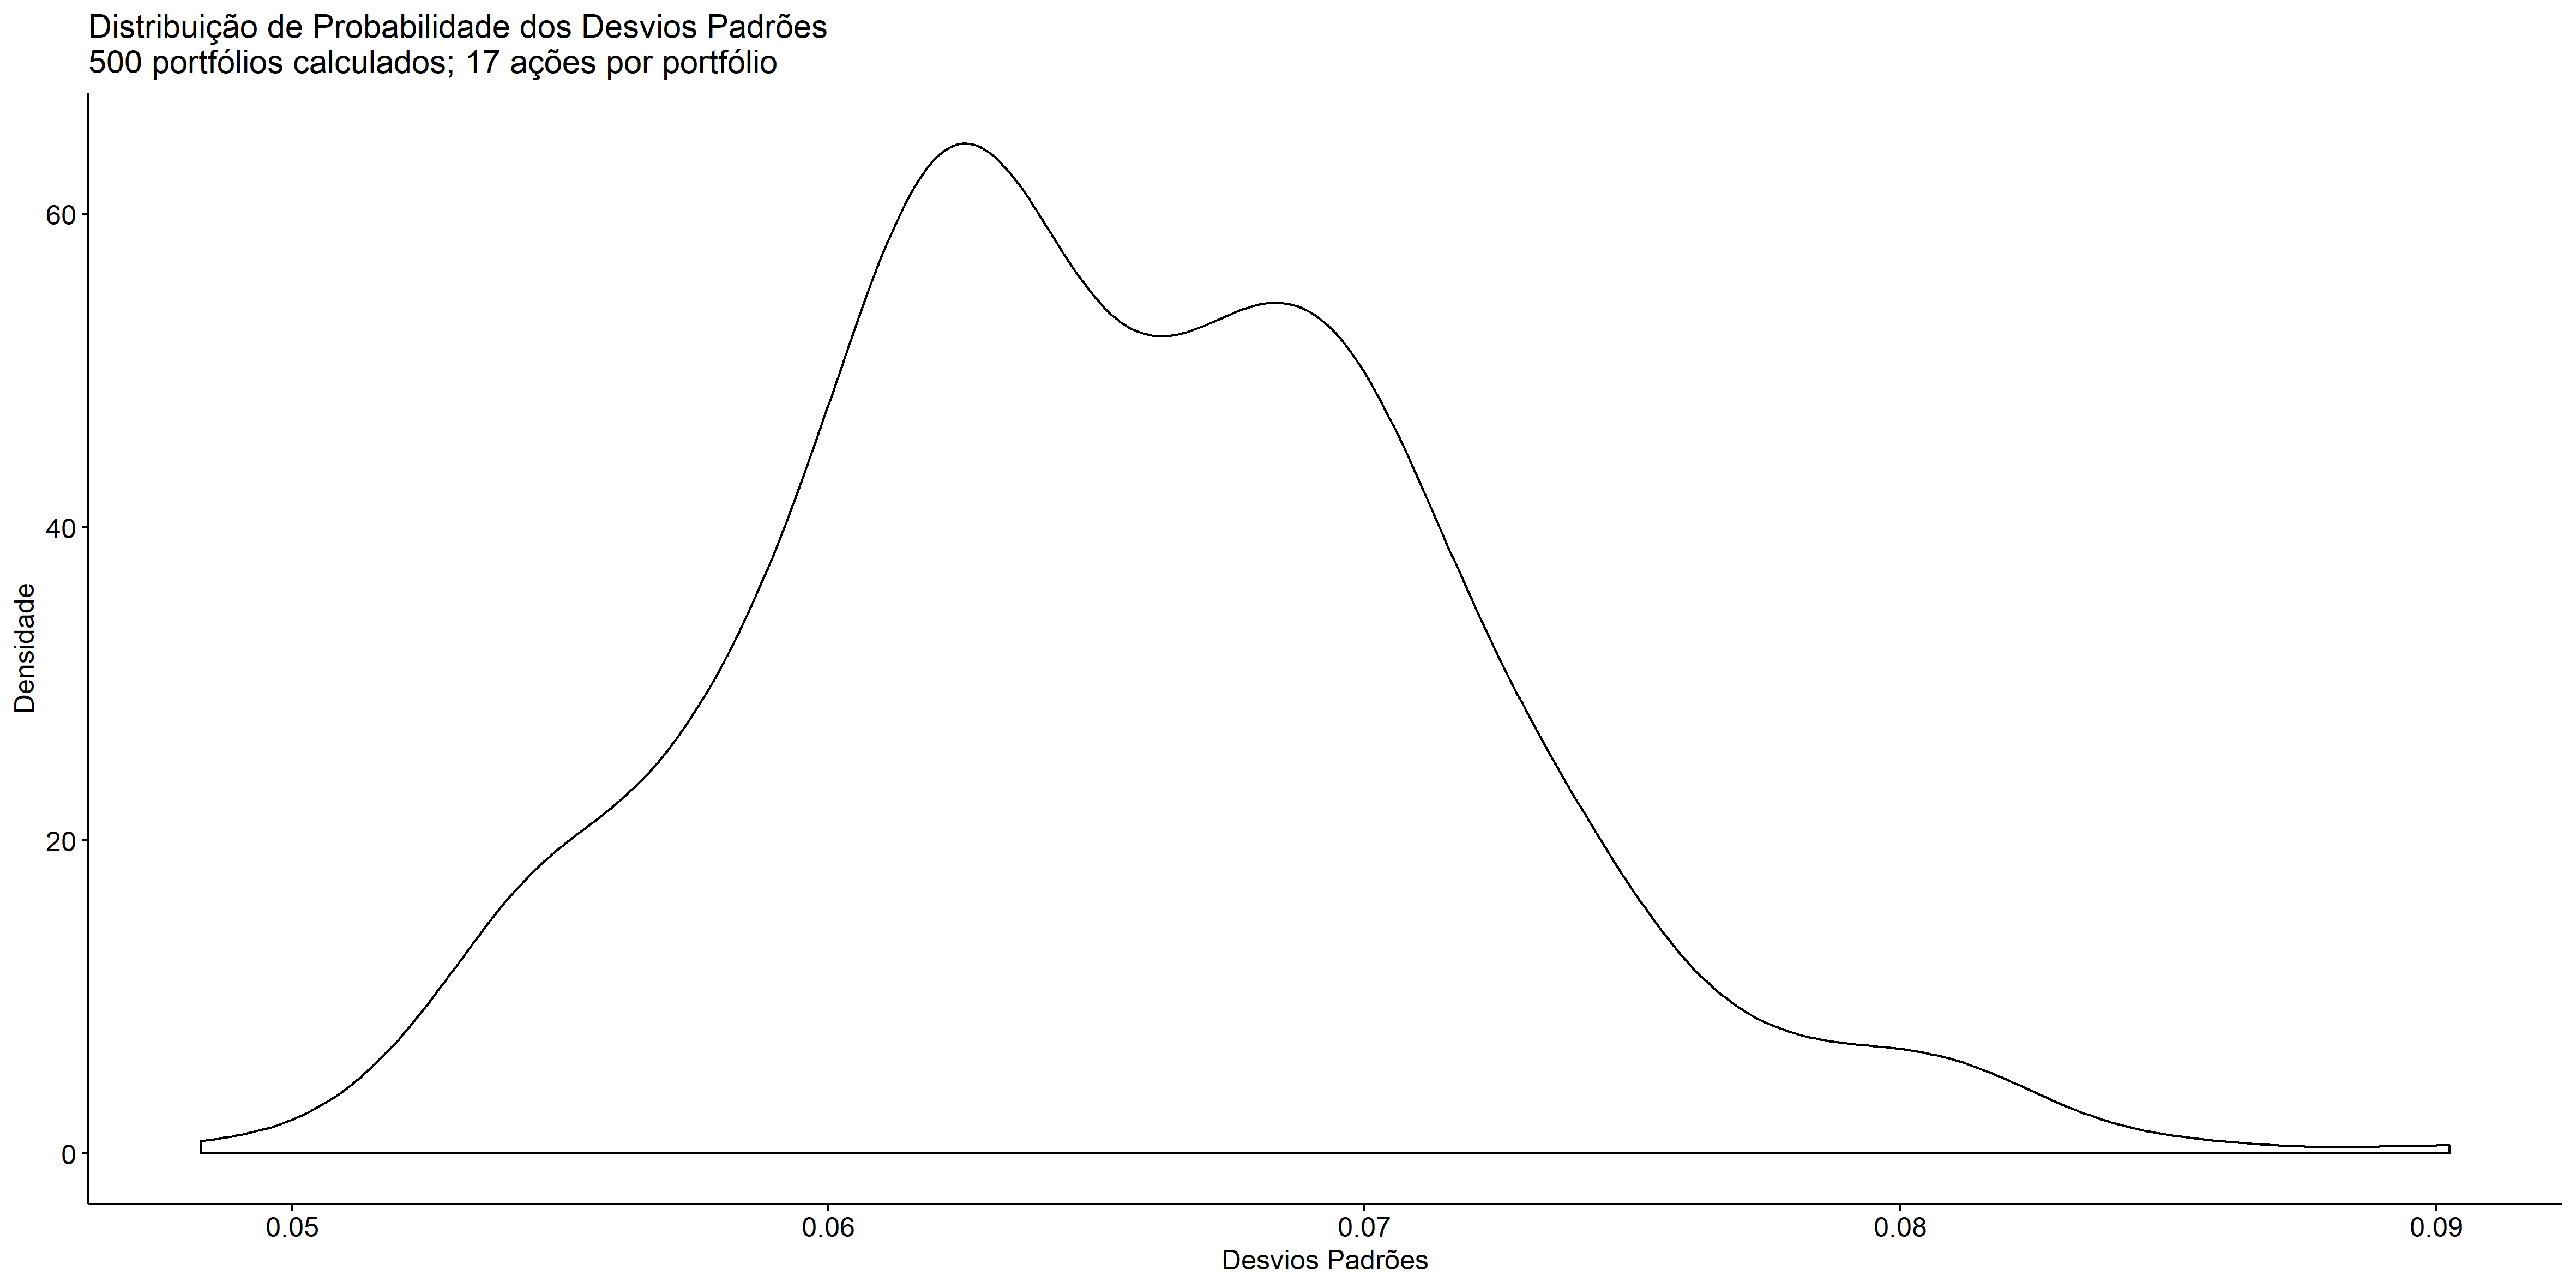 Distribuição de Probabilidade dos Desvios Padrões
500 portfólios calculados; 17 ações por portfólio
60
40
20
0
Densidade
0.05 0.06 0.07 0.08 0.09
Desvios Padrões